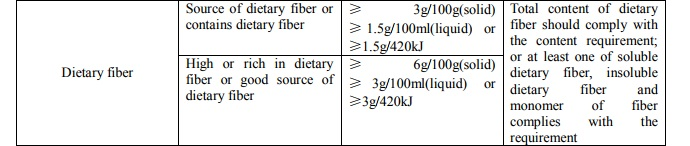 Dietary fiber
Source of dietary fiber or
contains dietary fiber
⩾ 3g/100g(solid)
⩾ 1.5g/100ml(liquid) or
⩾1.5g/420kJ
High or rich in dietary
fiber or good source of
dietary fiber
⩾ 6g/100g(solid)
⩾ 3g/100ml(liquid) or
⩾3g/420kJ
Total content of dietary
fiber should comply with
the content requirement;
or at least one of soluble
dietary fiber, insoluble
dietary fiber and
monomer of fiber
complies with the
requirement